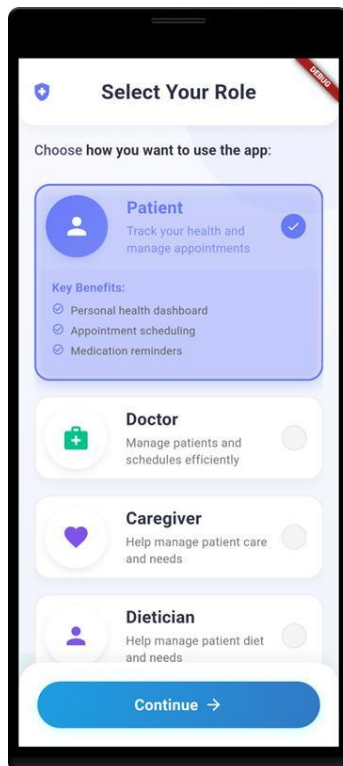 DEBUG
Select Your Role
Choose how you want to use the app:
Patient
Track your health and
manage appointments
Key Benefits:
Personal health dashboard
Appointment scheduling
Medication reminders
Doctor
Manage patients and
schedules efficiently
Caregiver
Help manage patient care
and needs
Dietician
Help manage patient diet
and needs
Continue →